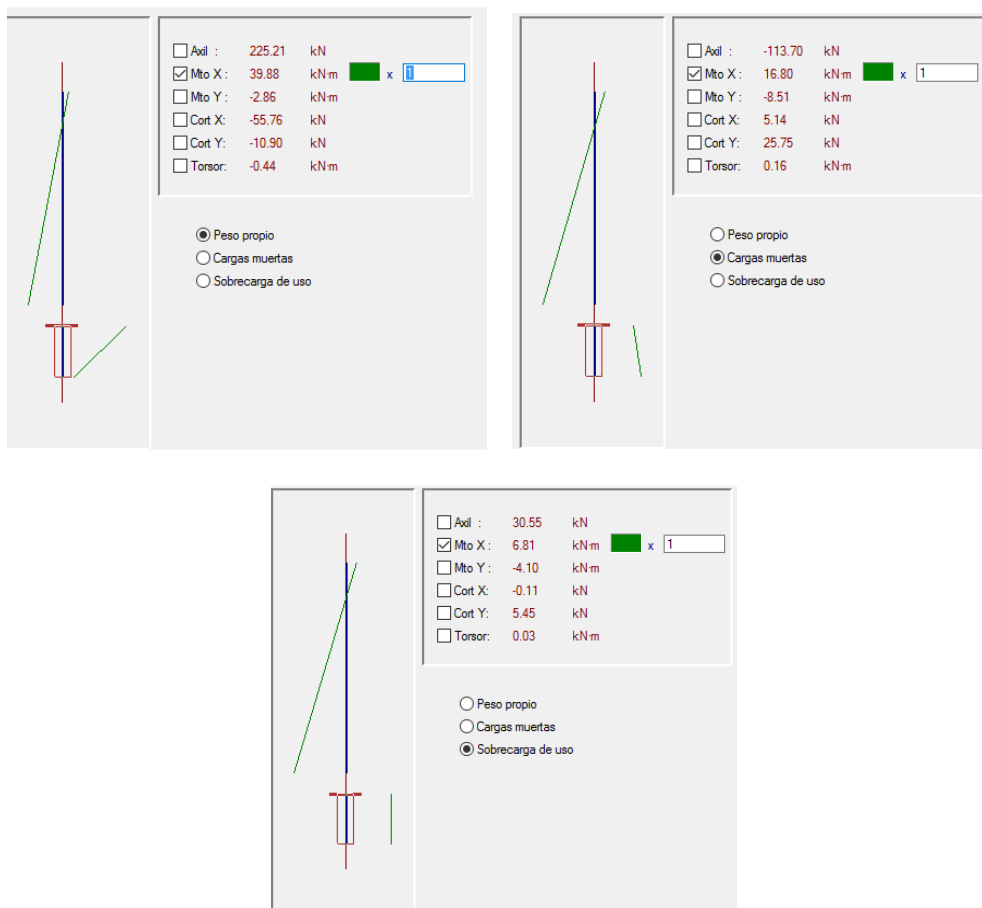 Axil : 225.21 kN
Mto X : 39.88 kN·m x 1
Mto Y : -2.86 kN·m
Cort X: -55.76 kN
Cort Y: -10.90 kN
Torsor: -0.44 kN·m
Peso propio
Cargas muertas
Sobrecarga de uso
Axil : -113.70 kN
Mto X : 16.80 kN·m x 1
Mto Y : -8.51 kN·m
Cort X: 5.14 kN
Cort Y: 25.75 kN
Torsor: 0.16 kN·m
Peso propio
Cargas muertas
Sobrecarga de uso
Axil : 30.55 kN
Mto X : 6.81 kN·m x 1
Mto Y : -4.10 kN·m
Cort X: -0.11 kN
Cort Y: 5.45 kN
Torsor: 0.03 kN·m
Peso propio
Cargas muertas
Sobrecarga de uso